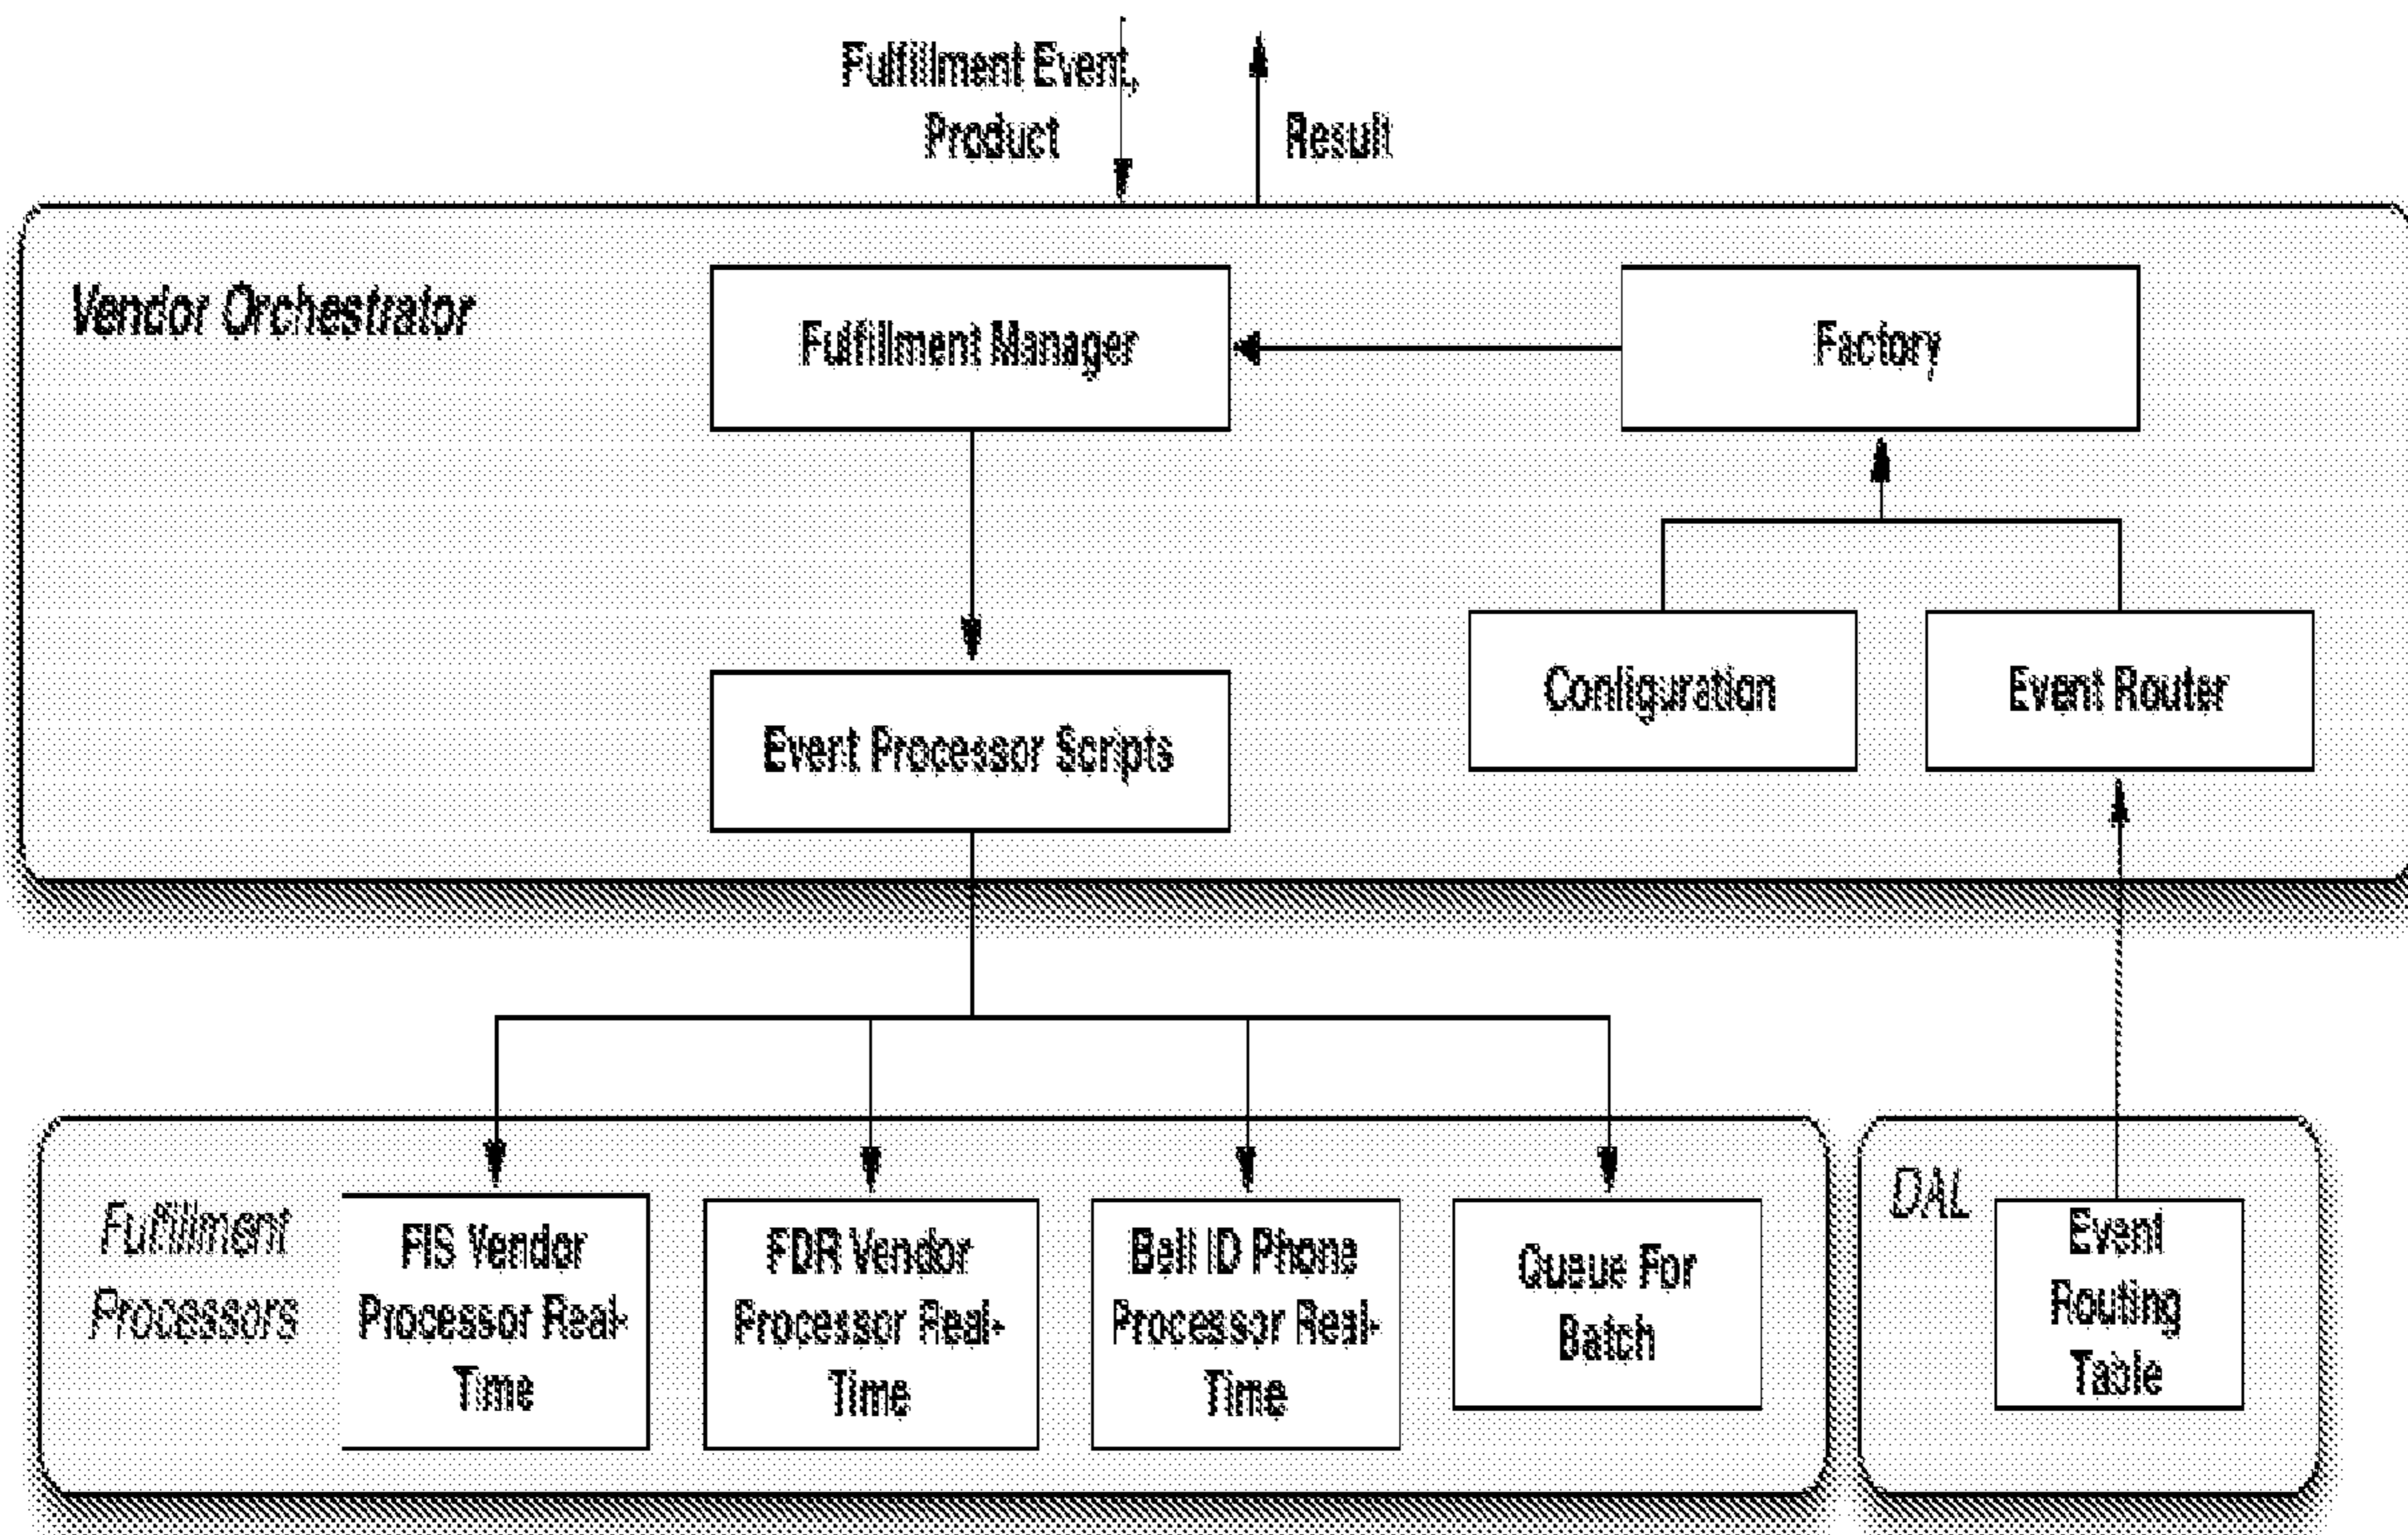 Fulfillment Event,
Product
Result
Vendor Orchestrator
Fulfillment Manager
Factory
Configuration
Event Router
Event Processor Scripts
Fulfillment
Processors
FIS Vendor
Processor Real-
Time
FDR Vendor
Processor Real-
Time
Bell ID Phone
Processor Real-
Time
Queue For
Batch
DAL
Event
Routing
Table